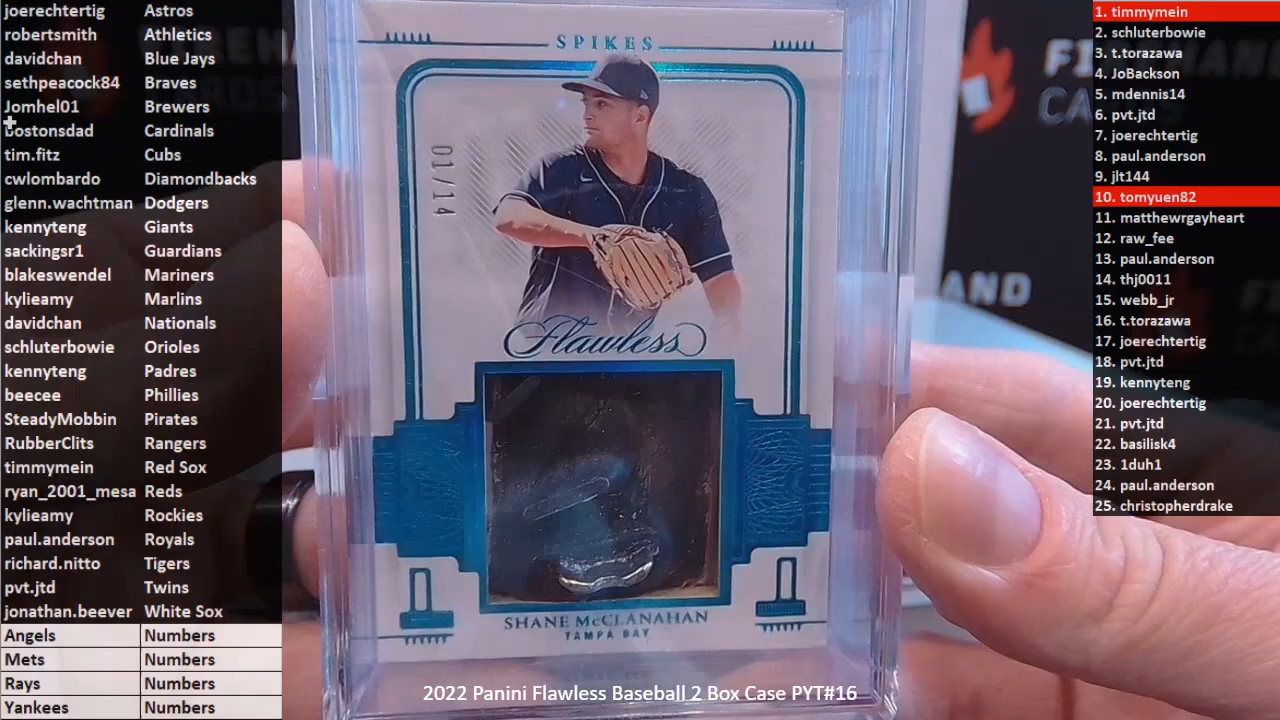 joerechtertig Astros
robertsmith Athletics
davidchan Blue Jays
sethpeacock84 Braves
Jomhel01 Brewers
bostonsdad Cardinals
tim.fitz Cubs
cwlombardo Diamondbacks
glenn.wachtman Dodgers
kennyteng Giants
sackingsr1 Guardians
blakeswendel Mariners
kylieamy Marlins
davidchan Nationals
schluterbowie Orioles
kennyteng Padres
beecee Phillies
SteadyMobbin Pirates
RubberClits Rangers
timmymein Red Sox
ryan_2001_mesa Reds
kylieamy Rockies
paul.anderson Royals
richard.nitto Tigers
pvt.jtd Twins
jonathan.beever White Sox
Angels Numbers
Mets Numbers
Rays Numbers
Yankees Numbers
SPIKES
01/14
Flawless
SHANE McCLANAHAN
TAMPA BAY
2022 Panini Flawless Baseball 2 Box Case PYT#16
AND
1. timmymein
2. schluterbowie
3. t.torazawa
4. JoBackson
5. mdennis14
6. pvt.jtd
7. joerechtertig
8. paul.anderson
9. jlt144
10. tomyuen82
11. matthewrgayheart
12. raw_fee
13. paul.anderson
14. thj0011
15. webb_jr
16. t.torazawa
17. joerechtertig
18. pvt.jtd
19. kennyteng
20. joerechtertig
21. pvt.jtd
22. basilisk4
23. 1duh1
24. paul.anderson
25. christopherdrake